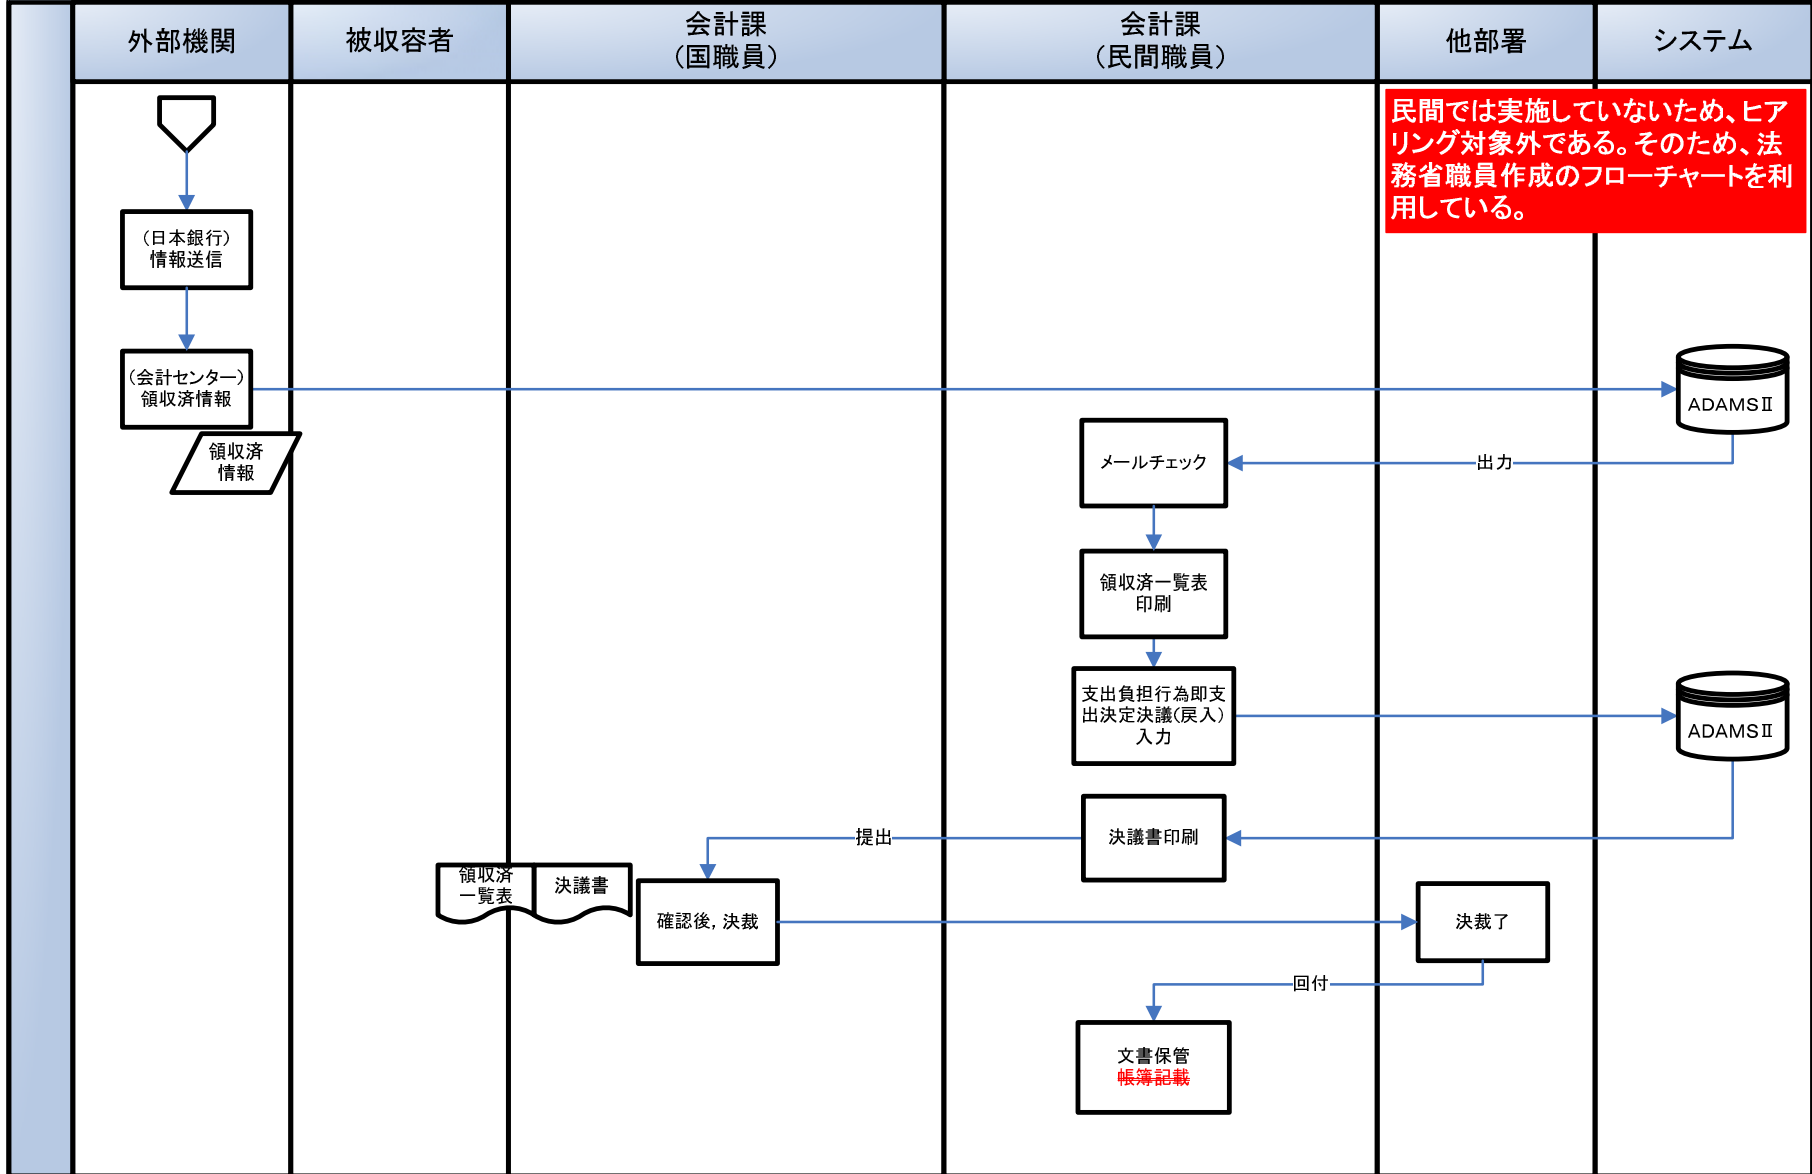 外部機関
被収容者
会計課
（国職員）
会計課
（民間職員）
他部署
システム
民間では実施していないため、ヒア
リング対象外である。そのため、法
務省職員作成のフローチャートを利
用している。
（日本銀行）
情報送信
（会計センター）
領収済情報
領収済
情報
ADAMSⅡ
メールチェック
出力
領収済一覧表
印刷
支出負担行為即支
出決定決議(戻入)
入力
ADAMSⅡ
決議書印刷
提出
領収済
一覧表
決議書
確認後，決裁
決裁了
回付
文書保管
帳簿記載